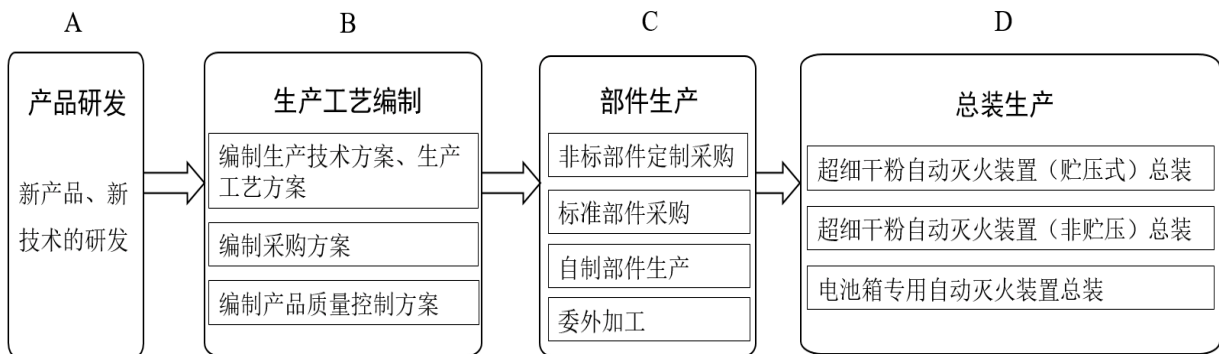 A
B
C
D
产品研发
新产品、新
技术的研发
生产工艺编制
编制生产技术方案、生产
工艺方案
编制采购方案
编制产品质量控制方案
部件生产
非标部件定制采购
标准部件采购
自制部件生产
委外加工
总装生产
超细干粉自动灭火装置（贮压式）总装
超细干粉自动灭火装置（非贮压）总装
电池箱专用自动灭火装置总装